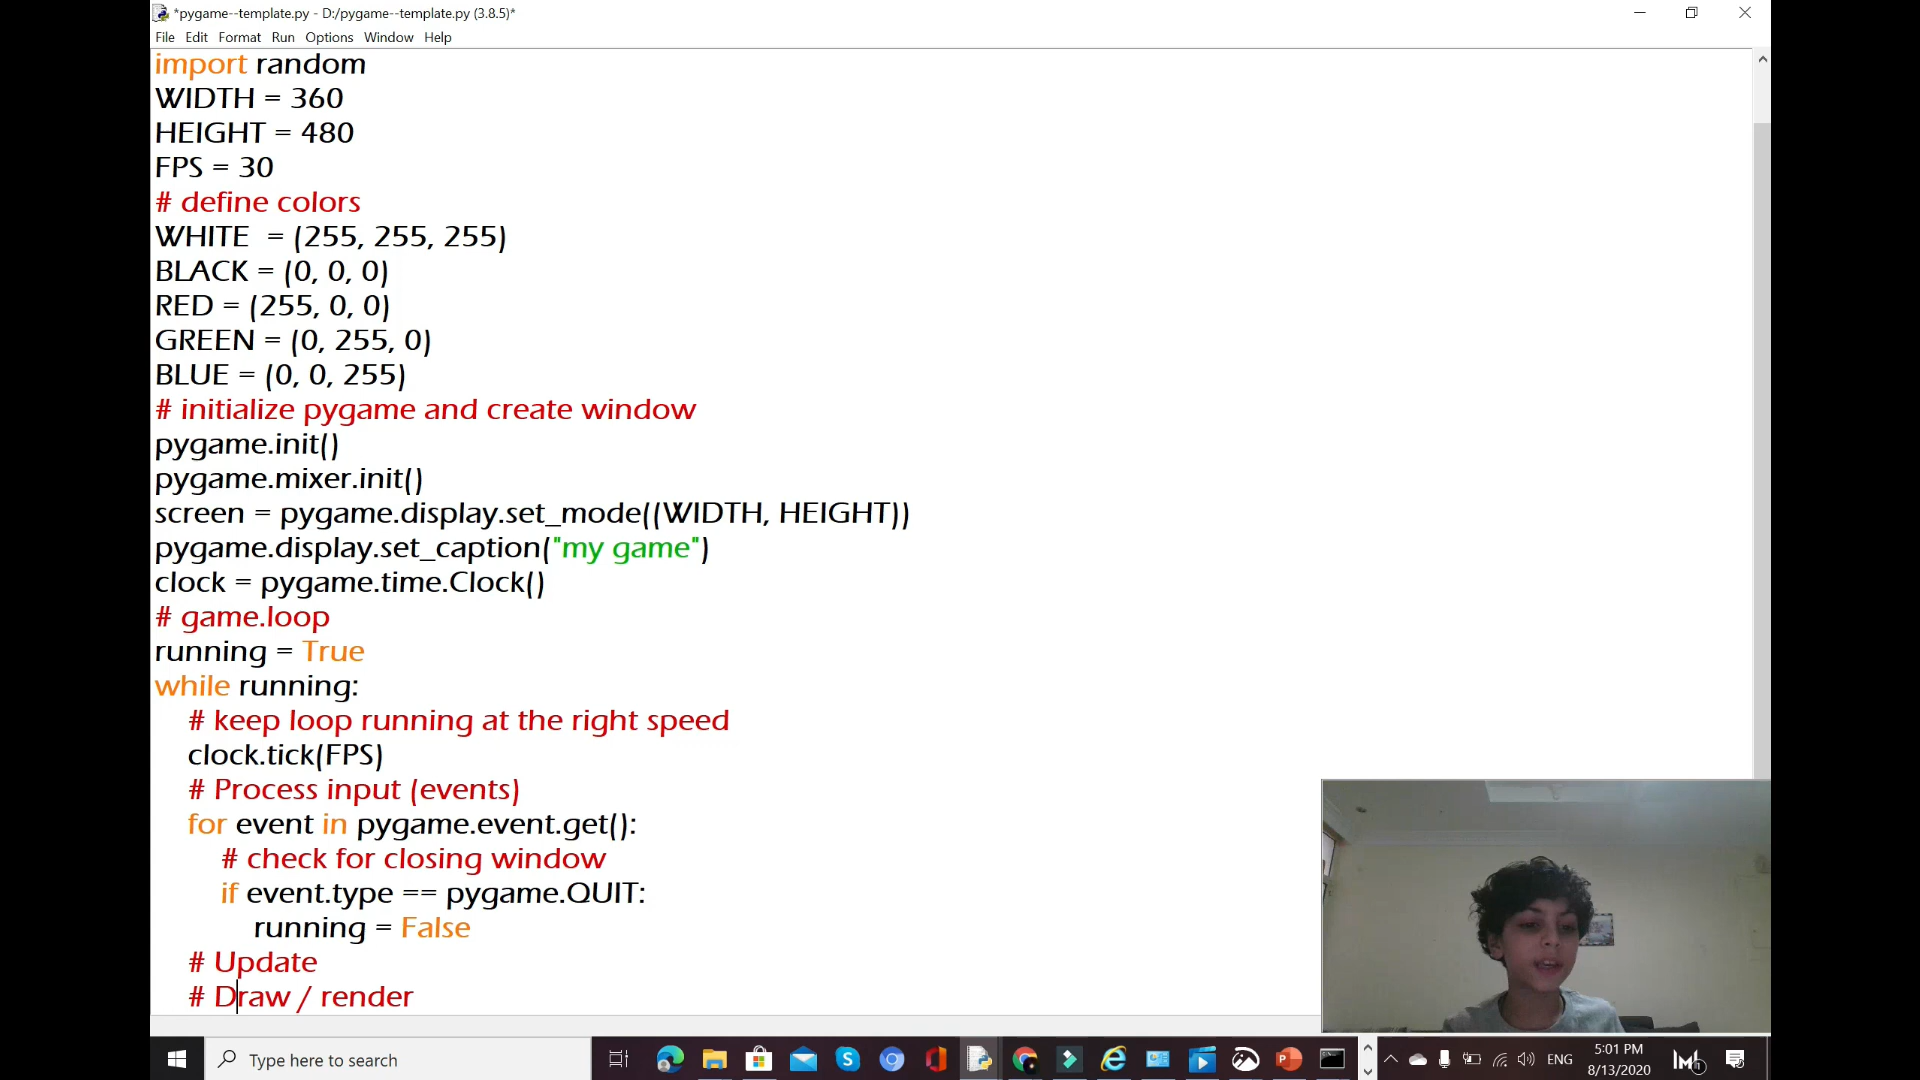 *pygame--template.py - D:/pygame--template.py (3.8.5)*
File Edit Format Run Options Window Help
import random
WIDTH = 360
HEIGHT = 480
FPS = 30
# define colors
WHITE  = (255, 255, 255)
BLACK = (0, 0, 0)
RED = (255, 0, 0)
GREEN = (0, 255, 0)
BLUE = (0, 0, 255)
# initialize pygame and create window
pygame.init()
pygame.mixer.init()
screen = pygame.display.set_mode((WIDTH, HEIGHT))
pygame.display.set_caption("my game")
clock = pygame.time.Clock()
# game.loop
running = True
while running:
    # keep loop running at the right speed
    clock.tick(FPS)
    # Process input (events)
    for event in pygame.event.get():
        # check for closing window
        if event.type == pygame.QUIT:
            running = False
    # Update
    # Draw / render
Type here to search
ENG
5:01 PM
8/13/2020